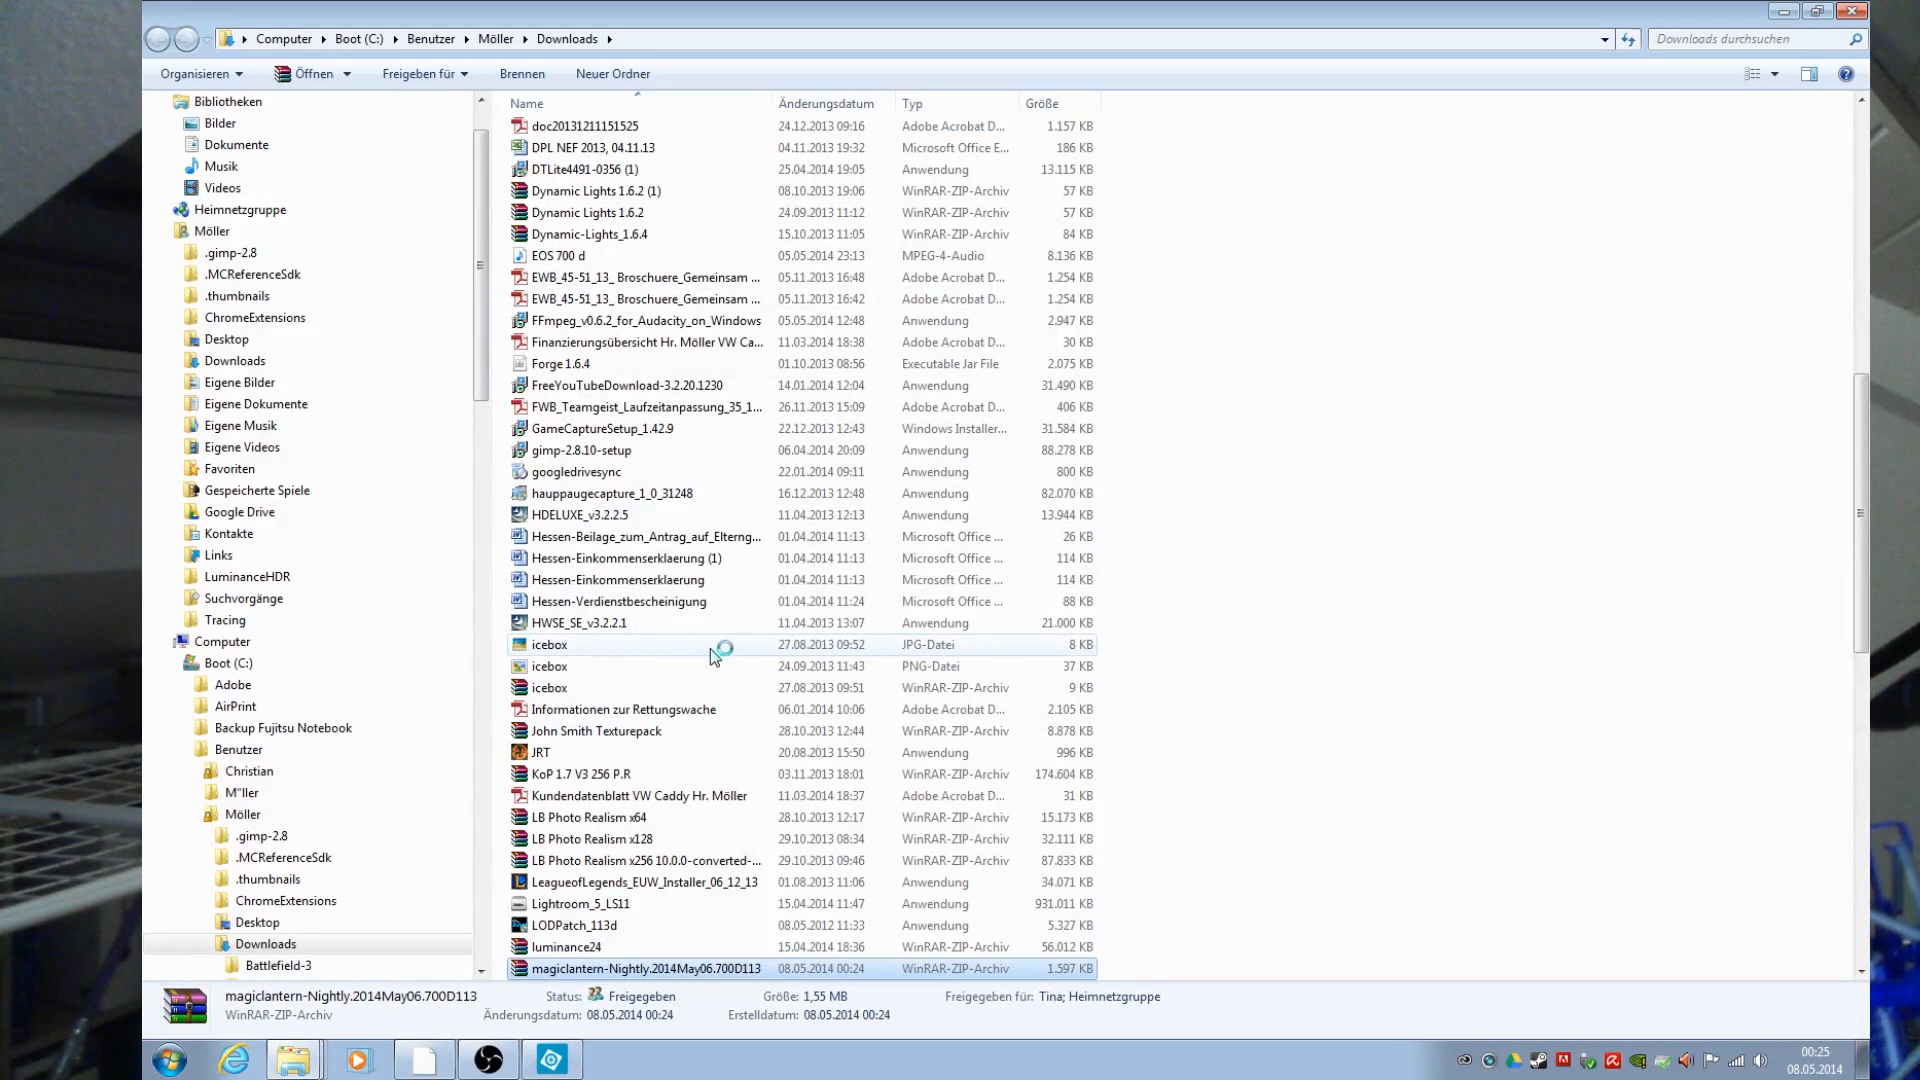 Computer Boot (C:) Benutzer Möller Downloads
Downloads durchsuchen
Organisieren Öffnen Freigeben für Brennen Neuer Ordner
Bibliotheken
Bilder
Dokumente
Musik
Videos
Heimnetzgruppe
Möller
.gimp-2.8
.MCReferenceSdk
.thumbnails
ChromeExtensions
Desktop
Downloads
Eigene Bilder
Eigene Dokumente
Eigene Musik
Eigene Videos
Favoriten
Gespeicherte Spiele
Google Drive
Kontakte
Links
LuminanceHDR
Suchvorgänge
Tracing
Computer
Boot (C:)
Adobe
AirPrint
Backup Fujitsu Notebook
Benutzer
Christian
M"ller
Möller
.gimp-2.8
.MCReferenceSdk
.thumbnails
ChromeExtensions
Desktop
Downloads
Battlefield-3
Name Änderungsdatum Typ Größe
doc20131211151525 24.12.2013 09:16 Adobe Acrobat D... 1.157 KB
DPL NEF 2013, 04.11.13 04.11.2013 19:32 Microsoft Office E... 186 KB
DTLite4491-0356 (1) 25.04.2014 19:05 Anwendung 13.115 KB
Dynamic Lights 1.6.2 (1) 08.10.2013 19:06 WinRAR-ZIP-Archiv 57 KB
Dynamic Lights 1.6.2 24.09.2013 11:12 WinRAR-ZIP-Archiv 57 KB
Dynamic-Lights_1.6.4 15.10.2013 11:05 WinRAR-ZIP-Archiv 84 KB
EOS 700 d 05.05.2014 23:13 MPEG-4-Audio 8.136 KB
EWB_45-51_13_ Broschuere_Gemeinsam ... 05.11.2013 16:48 Adobe Acrobat D... 1.254 KB
EWB_45-51_13_ Broschuere_Gemeinsam ... 05.11.2013 16:42 Adobe Acrobat D... 1.254 KB
FFmpeg_v0.6.2_for_Audacity_on_Windows 05.05.2014 12:48 Anwendung 2.947 KB
Finanzierungsübersicht Hr. Möller VW Ca... 11.03.2014 18:38 Adobe Acrobat D... 30 KB
Forge 1.6.4 01.10.2013 08:56 Executable Jar File 2.075 KB
FreeYouTubeDownload-3.2.20.1230 14.01.2014 12:04 Anwendung 31.490 KB
FWB_Teamgeist_Laufzeitanpassung_35_1... 26.11.2013 15:09 Adobe Acrobat D... 406 KB
GameCaptureSetup_1.42.9 22.12.2013 12:43 Windows Installer... 31.584 KB
gimp-2.8.10-setup 06.04.2014 20:09 Anwendung 88.278 KB
googledrivesync 22.01.2014 09:11 Anwendung 800 KB
hauppaugecapture_1_0_31248 16.12.2013 12:48 Anwendung 82.070 KB
HDELUXE_v3.2.2.5 11.04.2013 12:13 Anwendung 13.944 KB
Hessen-Beilage_zum_Antrag_auf_Elterng... 01.04.2014 11:13 Microsoft Office ... 26 KB
Hessen-Einkommenserklaerung (1) 01.04.2014 11:13 Microsoft Office ... 114 KB
Hessen-Einkommenserklaerung 01.04.2014 11:13 Microsoft Office ... 114 KB
Hessen-Verdienstbescheinigung 01.04.2014 11:24 Microsoft Office ... 88 KB
HWSE_SE_v3.2.2.1 11.04.2013 13:07 Anwendung 21.000 KB
icebox 27.08.2013 09:52 JPG-Datei 8 KB
icebox 24.09.2013 11:43 PNG-Datei 37 KB
icebox 27.08.2013 09:51 WinRAR-ZIP-Archiv 9 KB
Informationen zur Rettungswache 06.01.2014 10:06 Adobe Acrobat D... 2.105 KB
John Smith Texturepack 28.10.2013 12:44 WinRAR-ZIP-Archiv 8.878 KB
JRT 20.08.2013 15:50 Anwendung 996 KB
KoP 1.7 V3 256 P.R 03.11.2013 18:01 WinRAR-ZIP-Archiv 174.604 KB
Kundendatenblatt VW Caddy Hr. Möller 11.03.2014 18:37 Adobe Acrobat D... 31 KB
LB Photo Realism x64 28.10.2013 12:17 WinRAR-ZIP-Archiv 15.173 KB
LB Photo Realism x128 29.10.2013 08:34 WinRAR-ZIP-Archiv 32.111 KB
LB Photo Realism x256 10.0.0-converted-... 29.10.2013 09:46 WinRAR-ZIP-Archiv 87.833 KB
LeagueofLegends_EUW_Installer_06_12_13 01.08.2013 11:06 Anwendung 34.071 KB
Lightroom_5_LS11 15.04.2014 11:47 Anwendung 931.011 KB
LODPatch_113d 08.05.2012 11:33 Anwendung 5.327 KB
luminance24 15.04.2014 18:36 WinRAR-ZIP-Archiv 56.012 KB
magiclantern-Nightly.2014May06.700D113 08.05.2014 00:24 WinRAR-ZIP-Archiv 1.597 KB
magiclantern-Nightly.2014May06.700D113 Status: Freigegeben Größe: 1,55 MB Freigegeben für: Tina; Heimnetzgruppe
WinRAR-ZIP-Archiv Änderungsdatum: 08.05.2014 00:24 Erstelldatum: 08.05.2014 00:24
00:25
08.05.2014